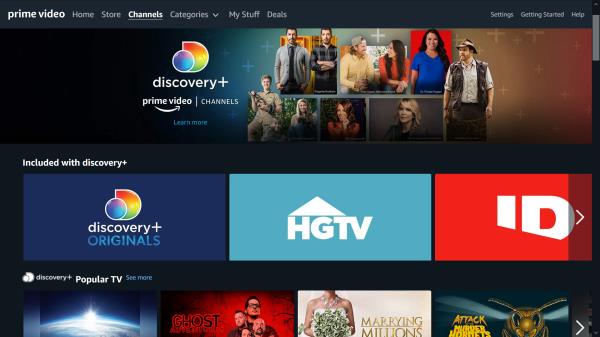 prime video Home Store Channels Categories My Stuff Deals Settings Getting Started Help
discovery+
prime video | CHANNELS
Learn more
Included with discovery+
discovery+
ORIGINALS
HGTV
ID
discovery+ Popular TV See more
GHOST
MARRYING
MILLIONS
ATTACK
MURDER
HORNETS